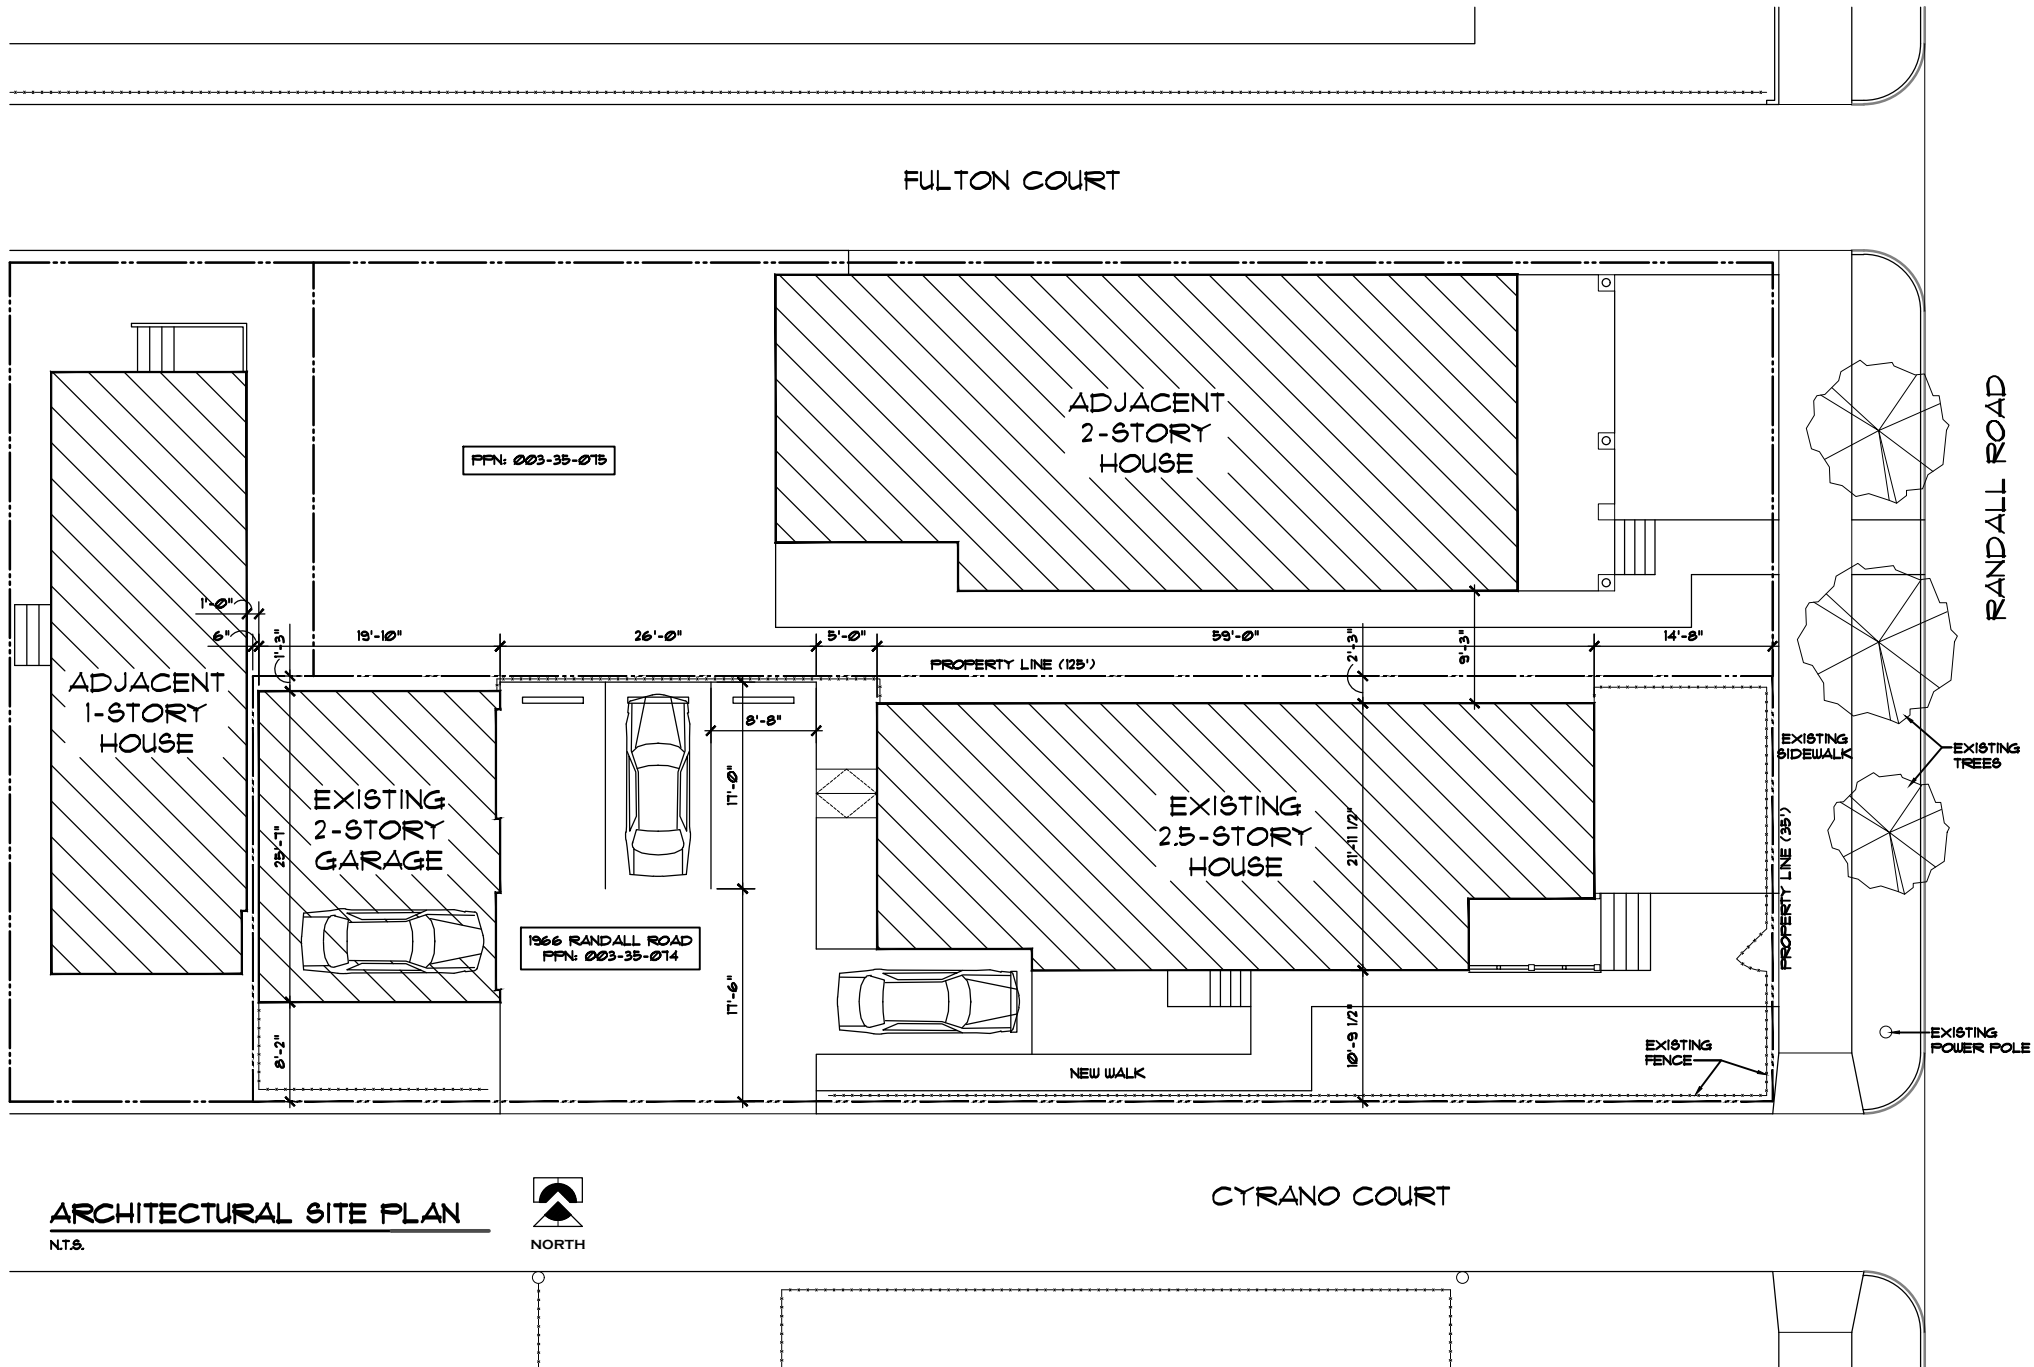 FULTON COURT
RANDALL ROAD
ADJACENT
2-STORY
HOUSE
PPN: 003-35-075
1'-0"
6"
1'-3"
19'-10"
26'-0"
5'-0"
59'-0"
2'-3"
9'-3"
14'-8"
PROPERTY LINE (125')
ADJACENT
1-STORY
HOUSE
8'-8"
EXISTING
SIDEWALK
EXISTING
TREES
EXISTING
2-STORY
GARAGE
25'-7"
17'-0"
EXISTING
2.5-STORY
HOUSE
21'-11 1/2"
PROPERTY LINE (35')
1966 RANDALL ROAD
PPN: 003-35-074
17'-6"
8'-2"
10'-9 1/2"
NEW WALK
EXISTING
FENCE
EXISTING
POWER POLE
ARCHITECTURAL SITE PLAN
N.T.S.
NORTH
CYRANO COURT